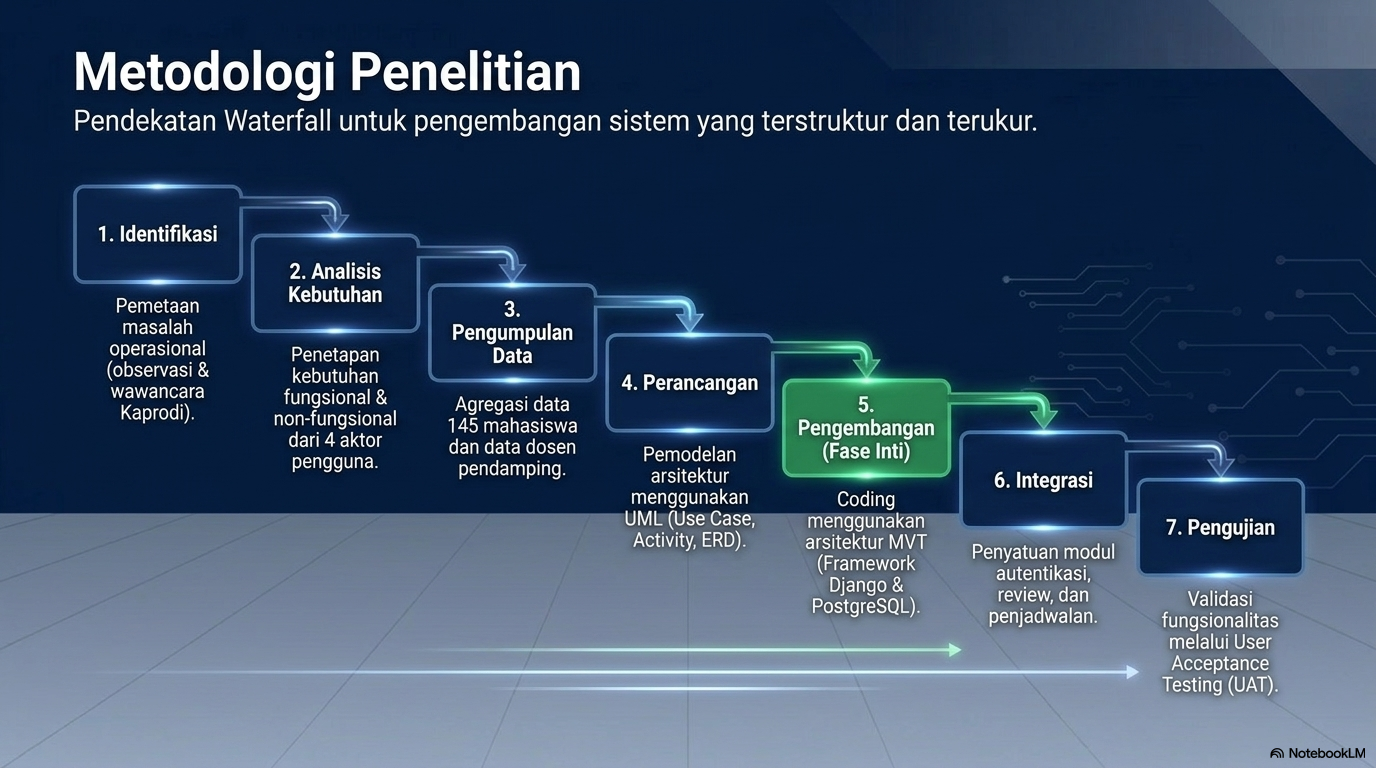 Metodologi Penelitian
Pendekatan Waterfall untuk pengembangan sistem yang terstruktur dan terukur.
1. Identifikasi
Pemetaan
masalah
operasional
(observasi &
wawancara
Kaprodi).
2. Analisis
Kebutuhan
Penetapan
kebutuhan
fungsional &
non-fungsional
dari 4 aktor
pengguna.
3.
Pengumpulan
Data
Agregasi data
145 mahasiswa
dan data dosen
pendamping.
4. Perancangan
Pemodelan
arsitektur
menggunakan
UML (Use Case,
Activity, ERD).
5.
Pengembangan
(Fase Inti)
Coding
menggunakan
arsitektur MVT
(Framework
Django &
PostgreSQL).
6. Integrasi
Penyatuan modul
autentikasi,
review, dan
penjadwalan.
7. Pengujian
Validasi
fungsionalitas
melalui User
Acceptance
Testing (UAT).
NotebookLM